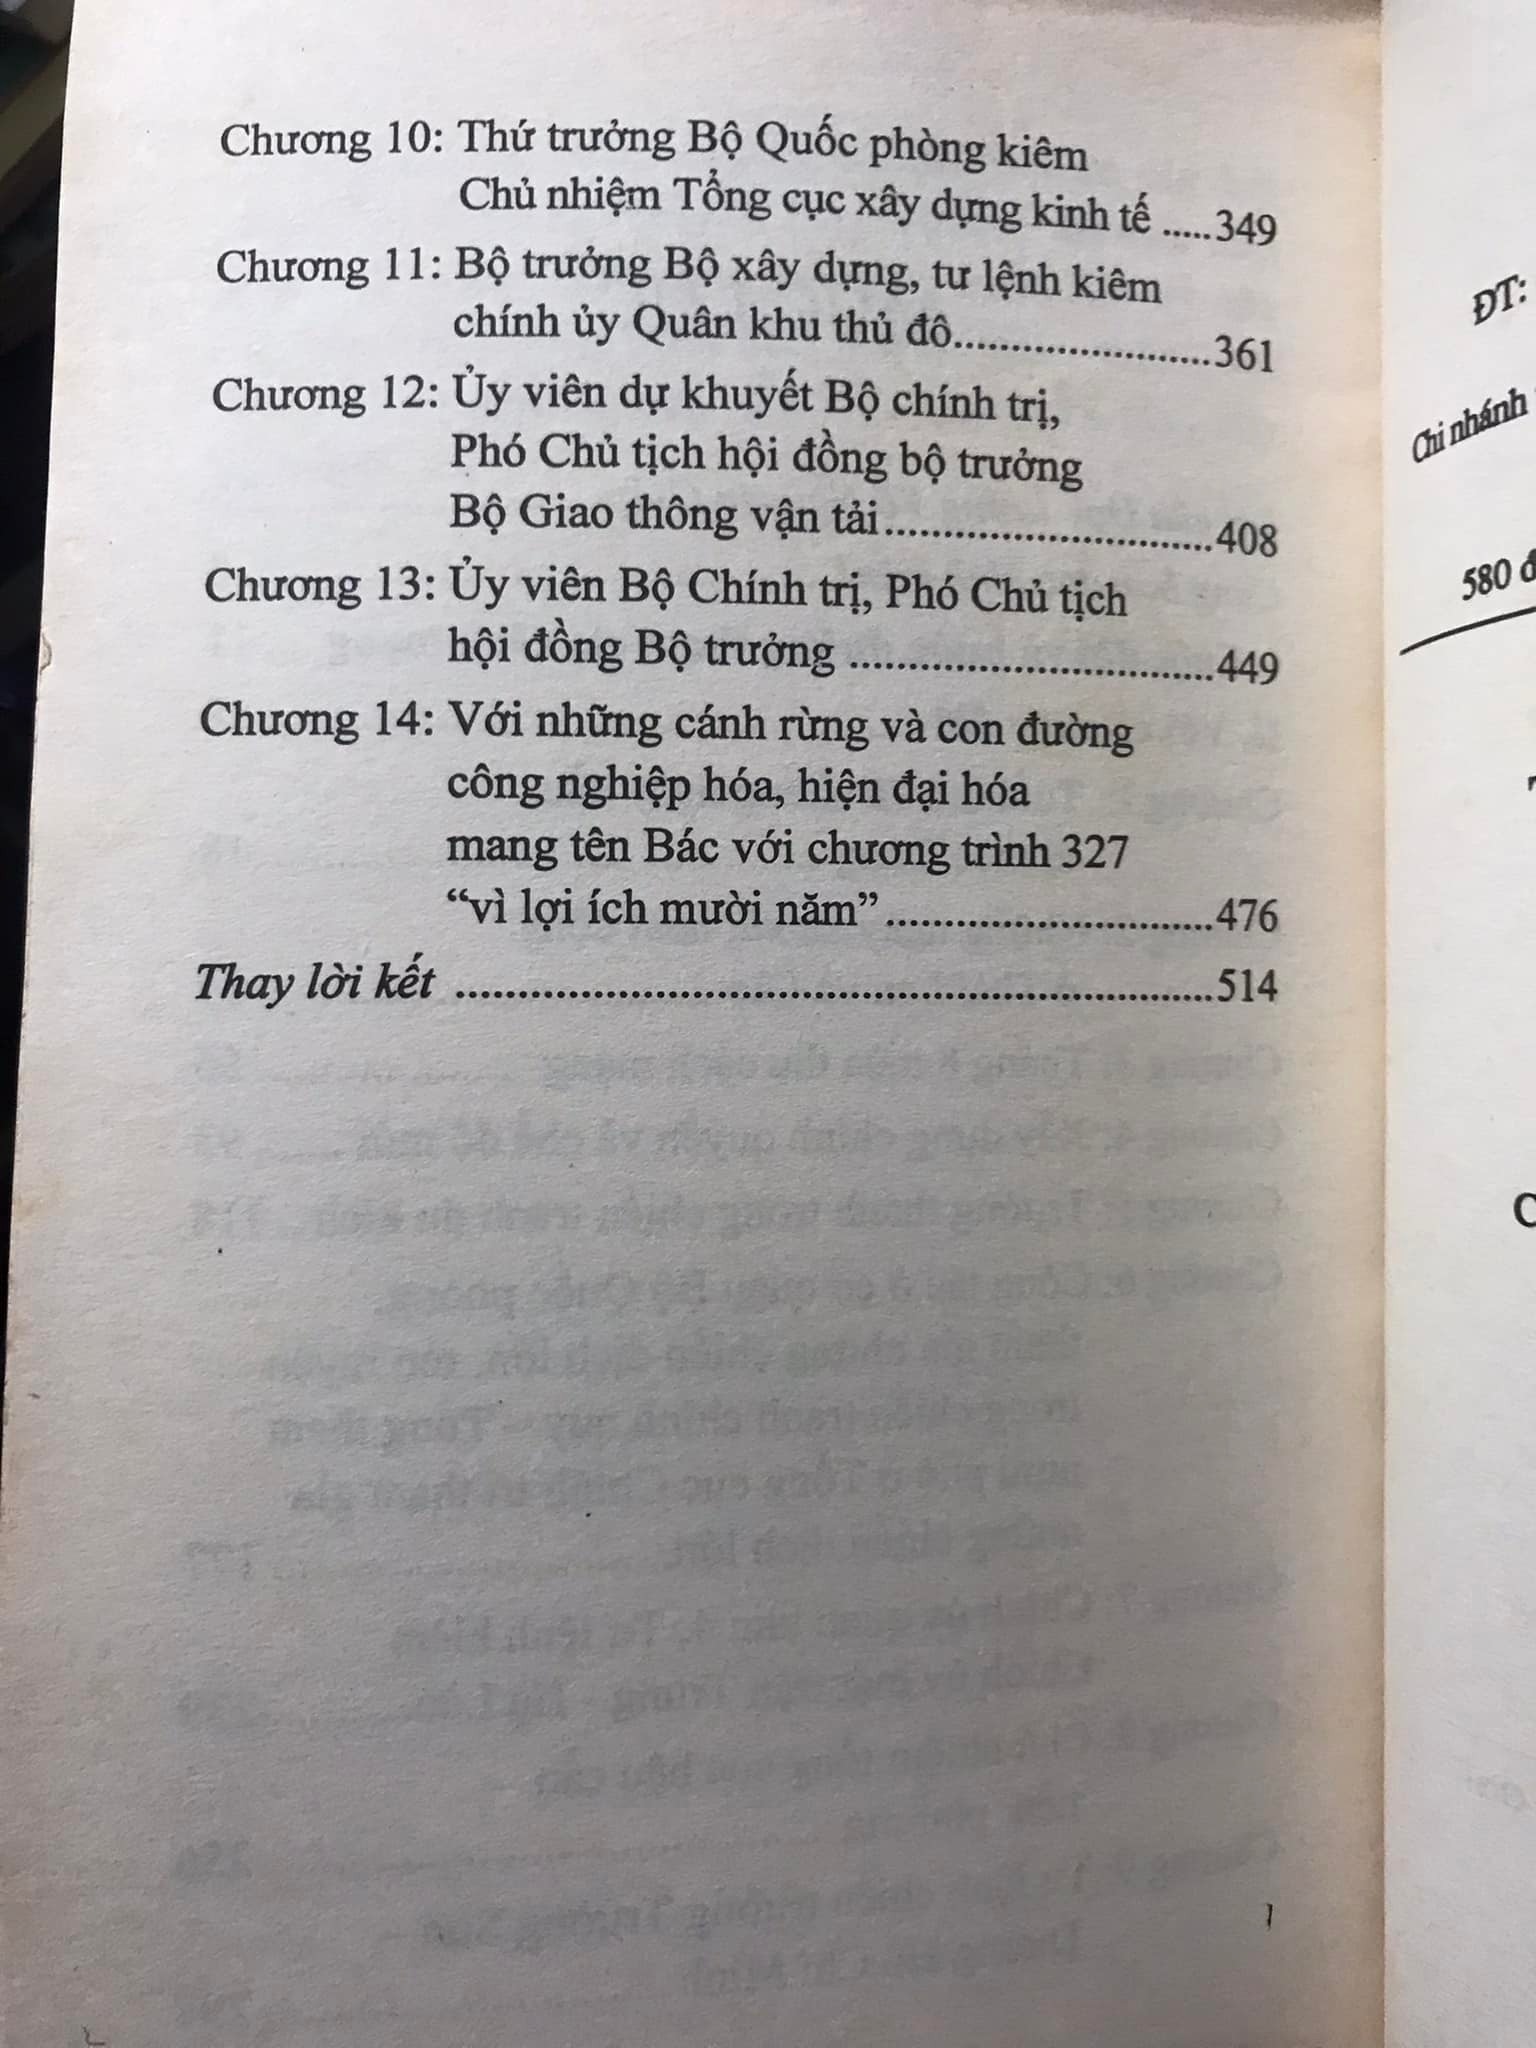 Chương 10: Thứ trưởng Bộ Quốc phòng kiêm
Chủ nhiệm Tổng cục xây dựng kinh tế .....349
Chương 11: Bộ trưởng Bộ xây dựng, tư lệnh kiêm
chính ủy Quân khu thủ đô..........................361
Chương 12: Ủy viên dự khuyết Bộ chính trị,
Phó Chủ tịch hội đồng bộ trưởng
Bộ Giao thông vận tải.................................408
Chương 13: Ủy viên Bộ Chính trị, Phó Chủ tịch
hội đồng Bộ trưởng ....................................449
Chương 14: Với những cánh rừng và con đường
công nghiệp hóa, hiện đại hóa
mang tên Bác với chương trình 327
“vì lợi ích mười năm”.................................476
Thay lời kết ...........................................................................514
ĐT:
Chi nhánh
580